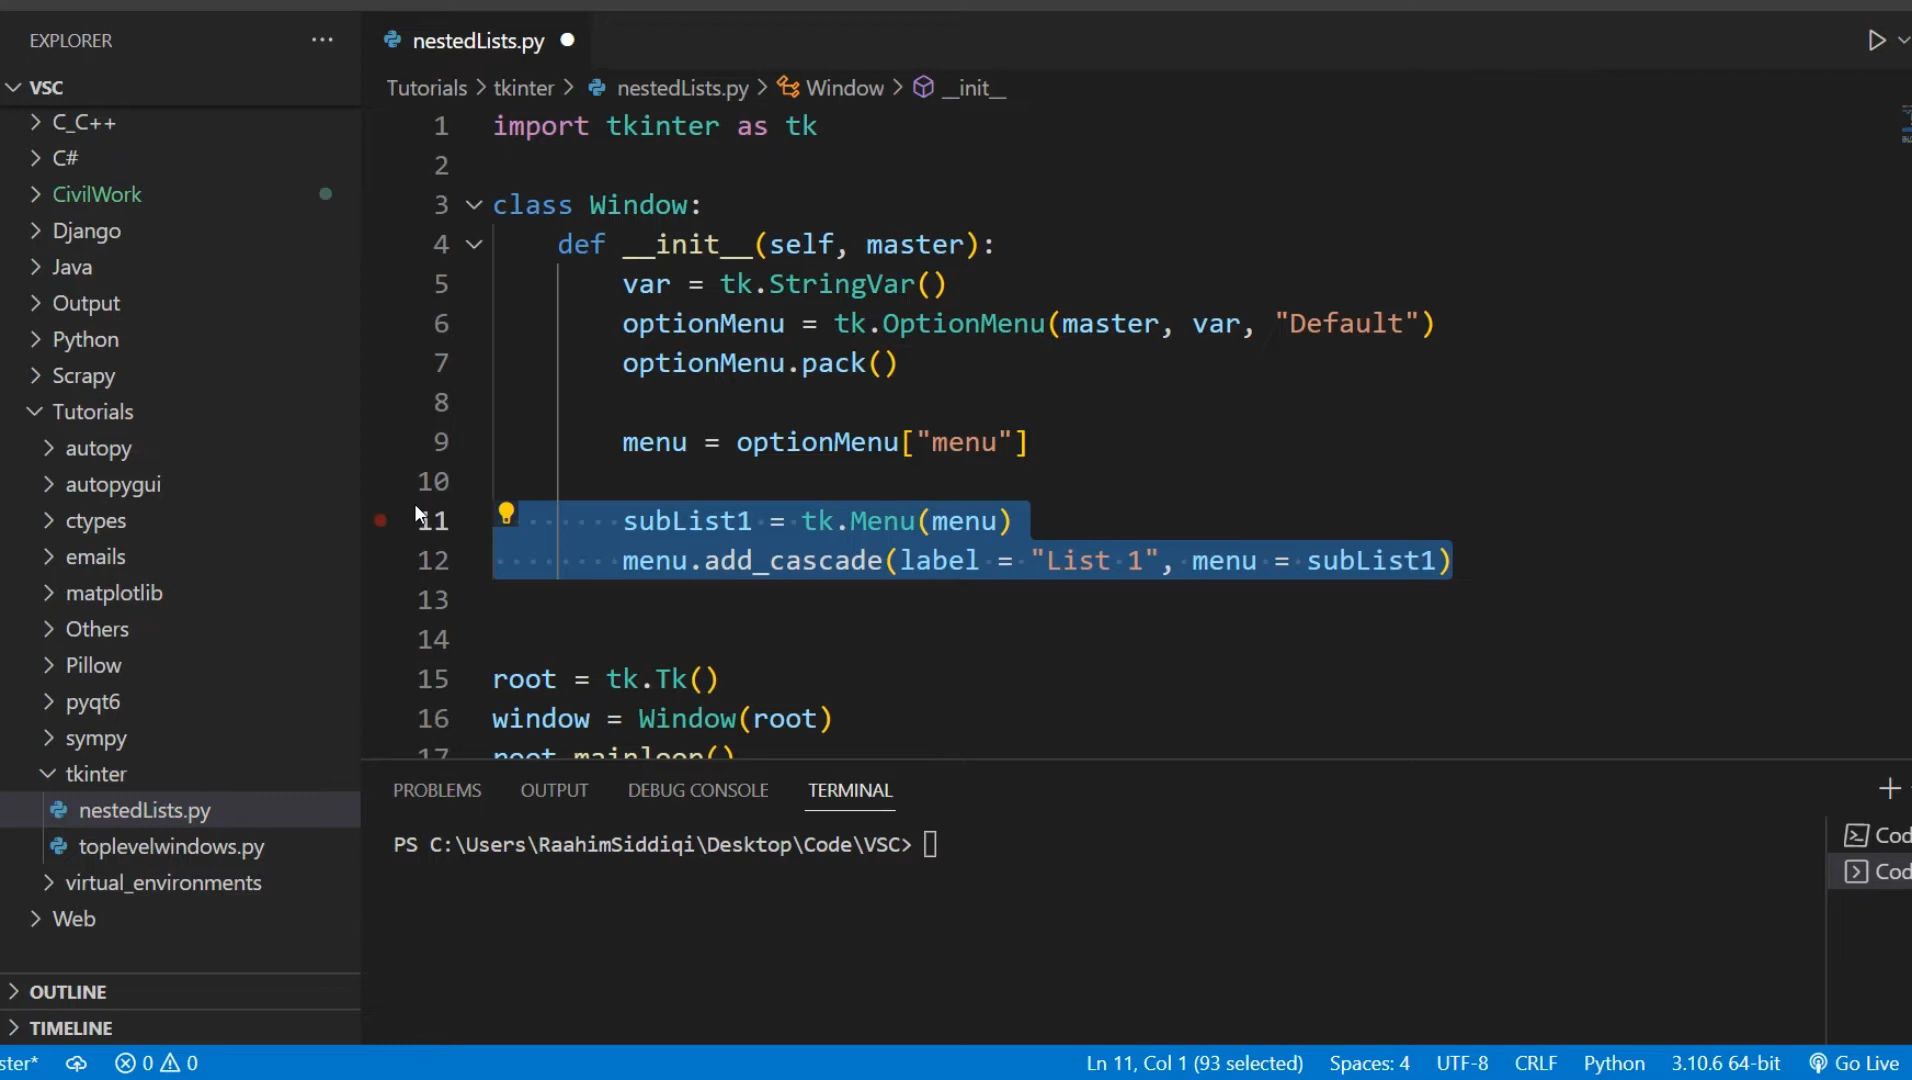 EXPLORER
VSC
C_C++
C#
CivilWork
Django
Java
Output
Python
Scrapy
Tutorials
autopy
autopygui
ctypes
emails
matplotlib
Others
Pillow
pyqt6
sympy
tkinter
nestedLists.py
toplevelwindows.py
virtual_environments
Web
OUTLINE
TIMELINE
nestedLists.py
Tutorials > tkinter > nestedLists.py > Window > __init__
1 import tkinter as tk
2
3 class Window:
4 def __init__(self, master):
5 var = tk.StringVar()
6 optionMenu = tk.OptionMenu(master, var, "Default")
7 optionMenu.pack()
8
9 menu = optionMenu["menu"]
10
11 subList1 = tk.Menu(menu)
12 menu.add_cascade(label = "List 1", menu = subList1)
13
14
15 root = tk.Tk()
16 window = Window(root)
17 root.mainloop()
PROBLEMS OUTPUT DEBUG CONSOLE TERMINAL
PS C:\Users\RaahimSiddiqi\Desktop\Code\VSC>
Cod
Cod
ster* 0 0 Ln 11, Col 1 (93 selected) Spaces: 4 UTF-8 CRLF Python 3.10.6 64-bit Go Live